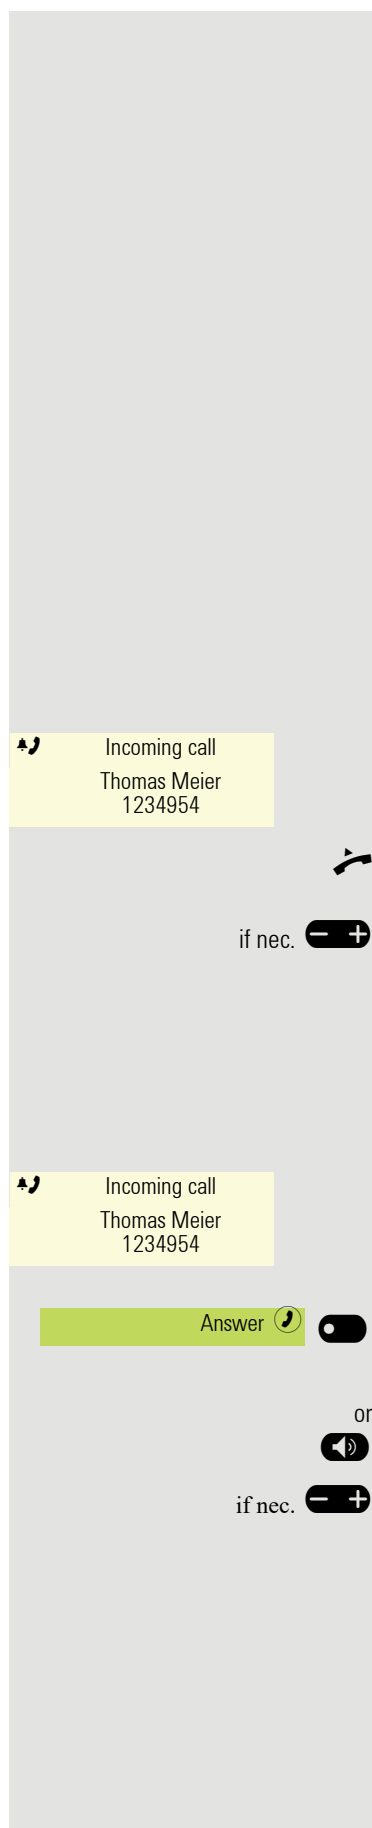 Incoming call
Thomas Meier
1234954
if nec.
Incoming call
Thomas Meier
1234954
Answer
or
if nec.